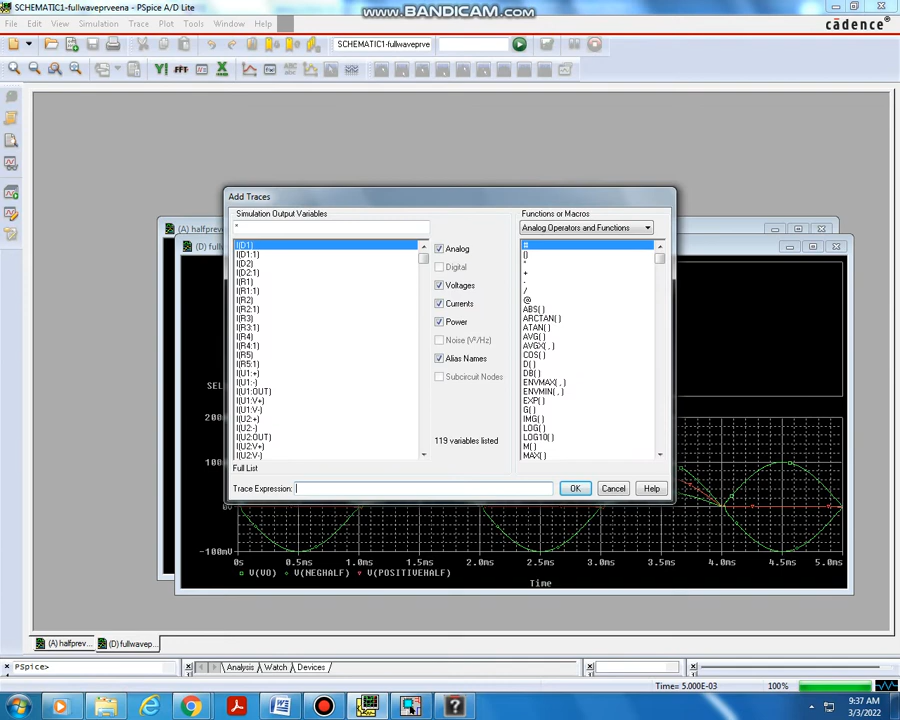 SCHEMATIC1-fullwaveprveena - PSpice A/D Lite
www.BANDICAM.com
File Edit View Simulation Trace Plot Tools Window Help
cādence
SCHEMATIC1-fullwaveprve
FFT
Add Traces
Simulation Output Variables
*
I(D1)
I(D1:1)
I(D2)
I(D2:1)
I(R1)
I(R1:1)
I(R2)
I(R2:1)
I(R3)
I(R3:1)
I(R4)
I(R4:1)
I(R5)
I(R5:1)
I(U1:+)
I(U1:-)
I(U1:OUT)
I(U1:V+)
I(U1:V-)
I(U2:+)
I(U2:-)
I(U2:OUT)
I(U2:V+)
I(U2:V-)
Full List
Analog
Digital
Voltages
Currents
Power
Noise (V²/Hz)
Alias Names
Subcircuit Nodes
119 variables listed
Functions or Macros
Analog Operators and Functions
#
()
*
+
-
/
@
ABS( )
ARCTAN( )
ATAN( )
AVG( )
AVGX( , )
COS( )
D( )
DB( )
ENVMAX( , )
ENVMIN( , )
EXP( )
G( )
IMG( )
LOG( )
LOG10( )
M( )
MAX( )
Trace Expression:
OK Cancel Help
(A) halfprev
(D) full
SEL
200
100
0V
-100mV
0s 0.5ms 1.0ms 1.5ms 2.0ms 2.5ms 3.0ms 3.5ms 4.0ms 4.5ms 5.0ms
V(VO) V(NEGHALF) V(POSITIVEHALF)
Time
(A) halfprev... (D) fullwavep...
PSpice>
Analysis Watch Devices
Time= 5.000E-03 100%
9:37 AM
3/3/2022